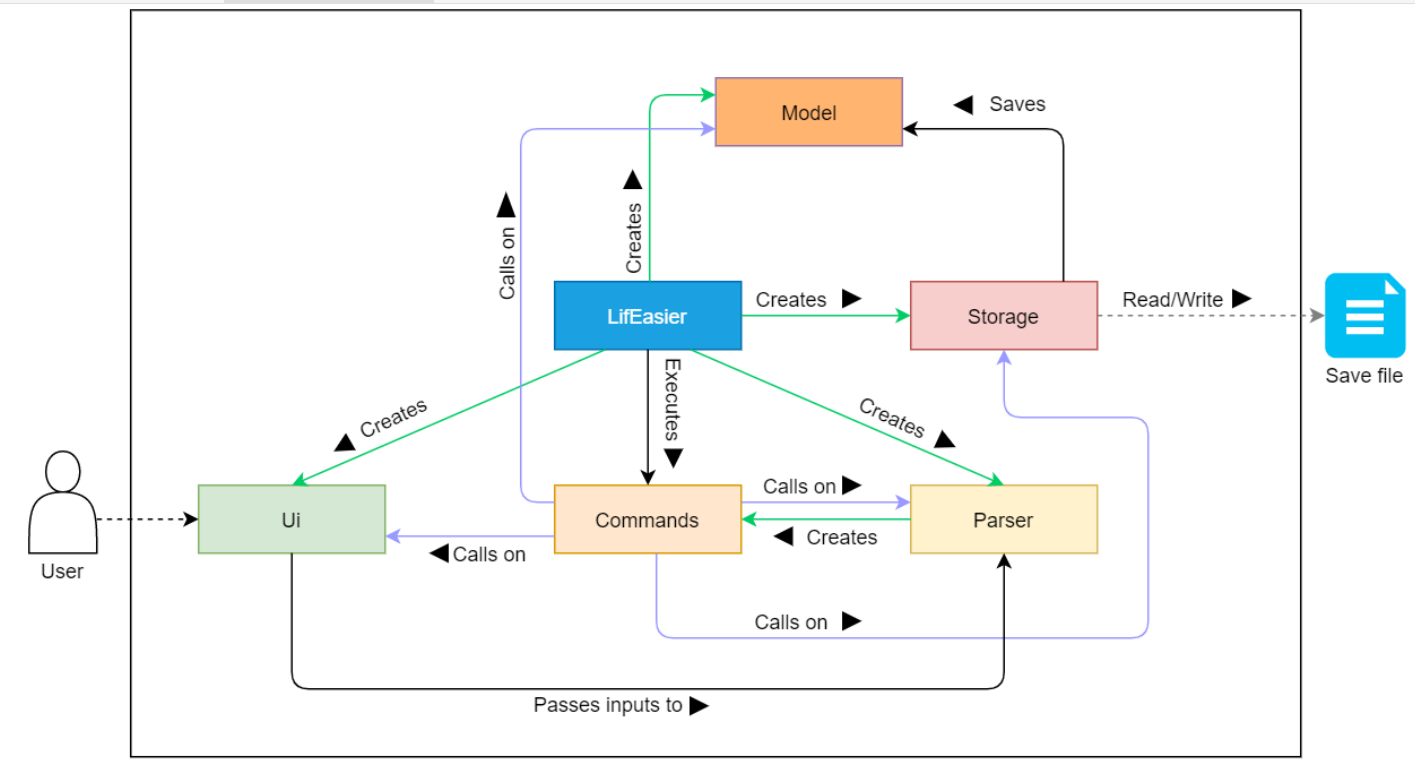 Model
Saves
Calls on
Creates
LifEasier
Creates
Storage
Read/Write
Save file
Executes
Creates
Creates
User
Ui
Commands
Calls on
Parser
Creates
Calls on
Calls on
Passes inputs to